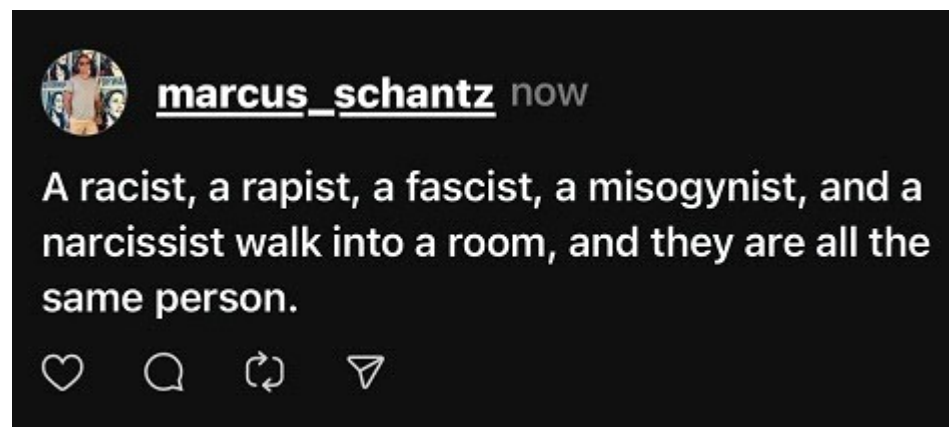 marcus_schantz now
A racist, a rapist, a fascist, a misogynist, and a
narcissist walk into a room, and they are all the
same person.